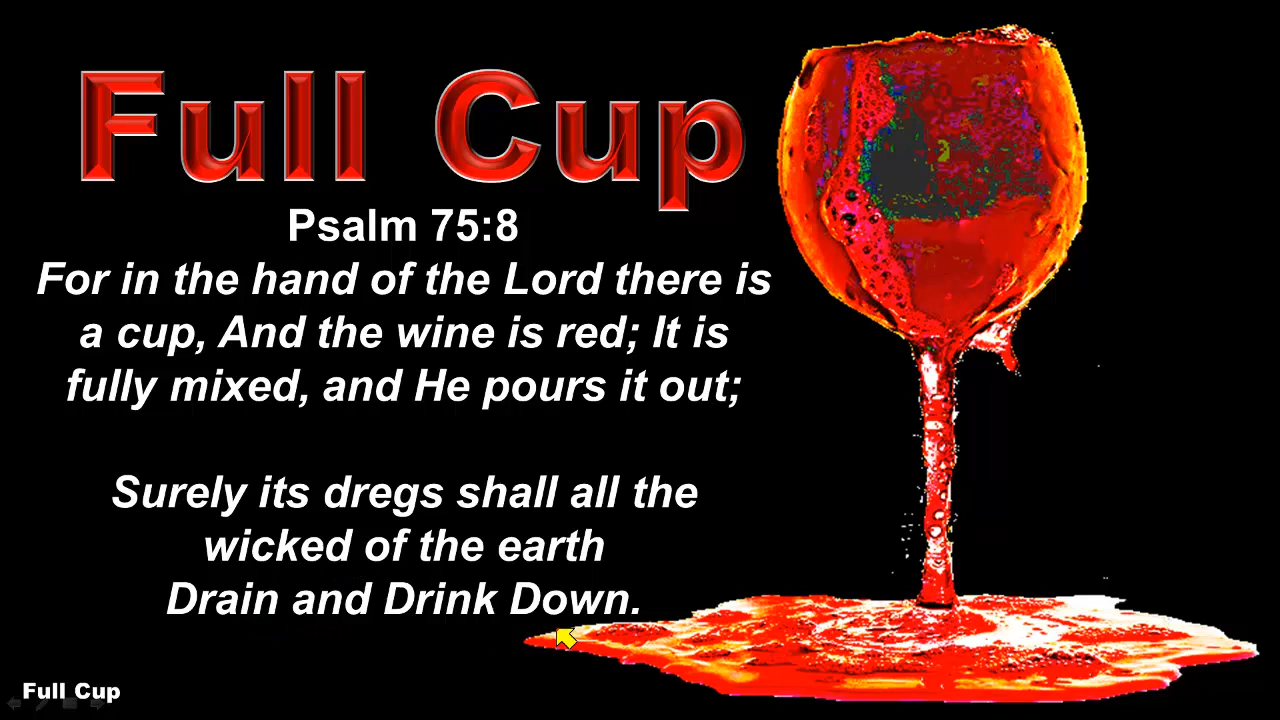 Full Cup
Psalm 75:8
For in the hand of the Lord there is
a cup, And the wine is red; It is
fully mixed, and He pours it out;
Surely its dregs shall all the
wicked of the earth
Drain and Drink Down.
Full Cup